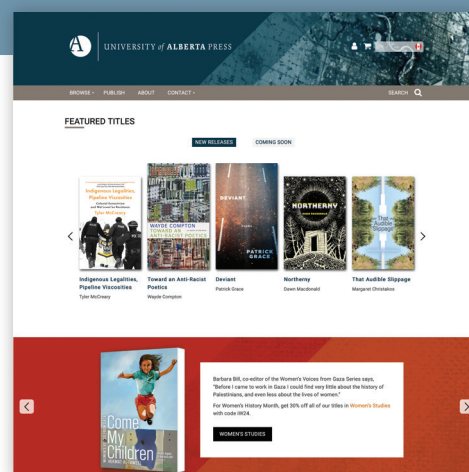 UNIVERSITY of ALBERTA PRESS
BROWSE PUBLISH ABOUT CONTACT SEARCH
FEATURED TITLES
NEW RELEASES COMING SOON
Indigenous Legalities,
Pipeline Viscosities
Tyler McCreary
WAYDE COMPTON
TOWARD AN
ANTI-RACIST
POETICS
DEVIANT
PATRICK
GRACE
NORTHERNY
That
Audible
Slippage
Indigenous Legalities,
Pipeline Viscosities
Tyler McCreary
Toward an Anti-Racist
Poetics
Wayde Compton
Deviant
Patrick Grace
Northerny
Dawn Macdonald
That Audible Slippage
Margaret Christakos
Come
My
Children
Barbara Bill, co-editor of the Women's Voices from Gaza Series says,
"Before I came to work in Gaza I could find very little about the history of
Palestinians, and even less about the lives of women."
For Women's History Month, get 30% off all of our titles in Women's Studies
with code IW24.
WOMEN'S STUDIES